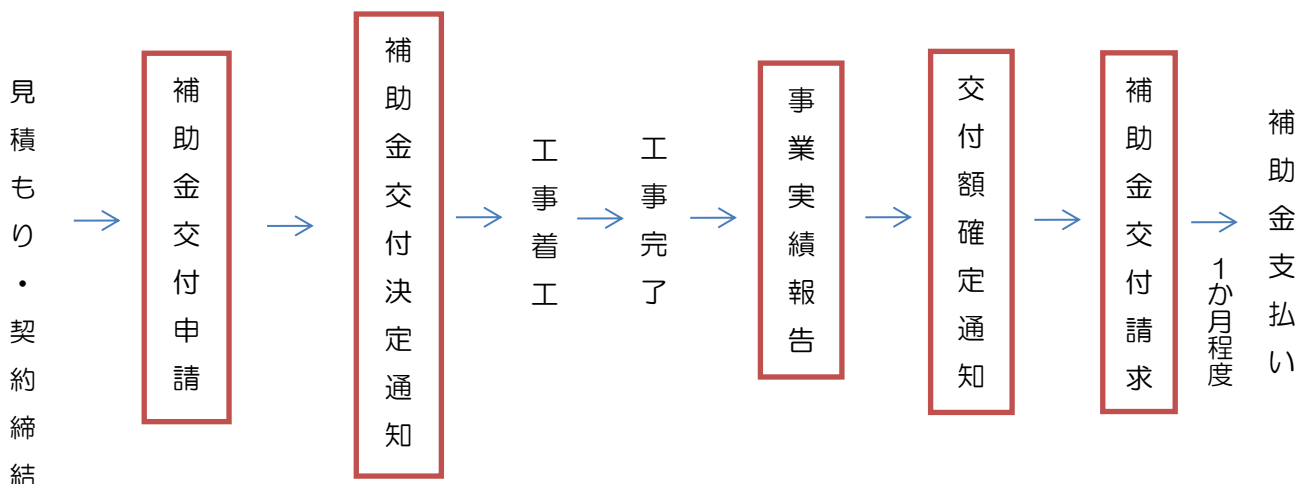 見積もり・契約締結
補助金交付申請
補助金交付決定通知
工事着工
工事完了
事業実績報告
交付額確定通知
補助金交付請求
1か月程度
補助金支払い